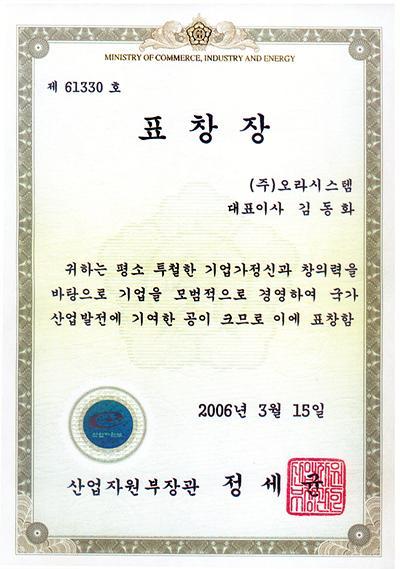 MINISTRY OF COMMERCE, INDUSTRY AND ENERGY
제 61330 호
표 창 장
(주)오라시스템
대표이사 김 동 화
귀하는 평소 투철한 기업가정신과 창의력을
바탕으로 기업을 모범적으로 경영하여 국가
산업발전에 기여한 공이 크므로 이에 표창함
2006년 3월 15일
산업자원부
산업자원부장관 정 세 균